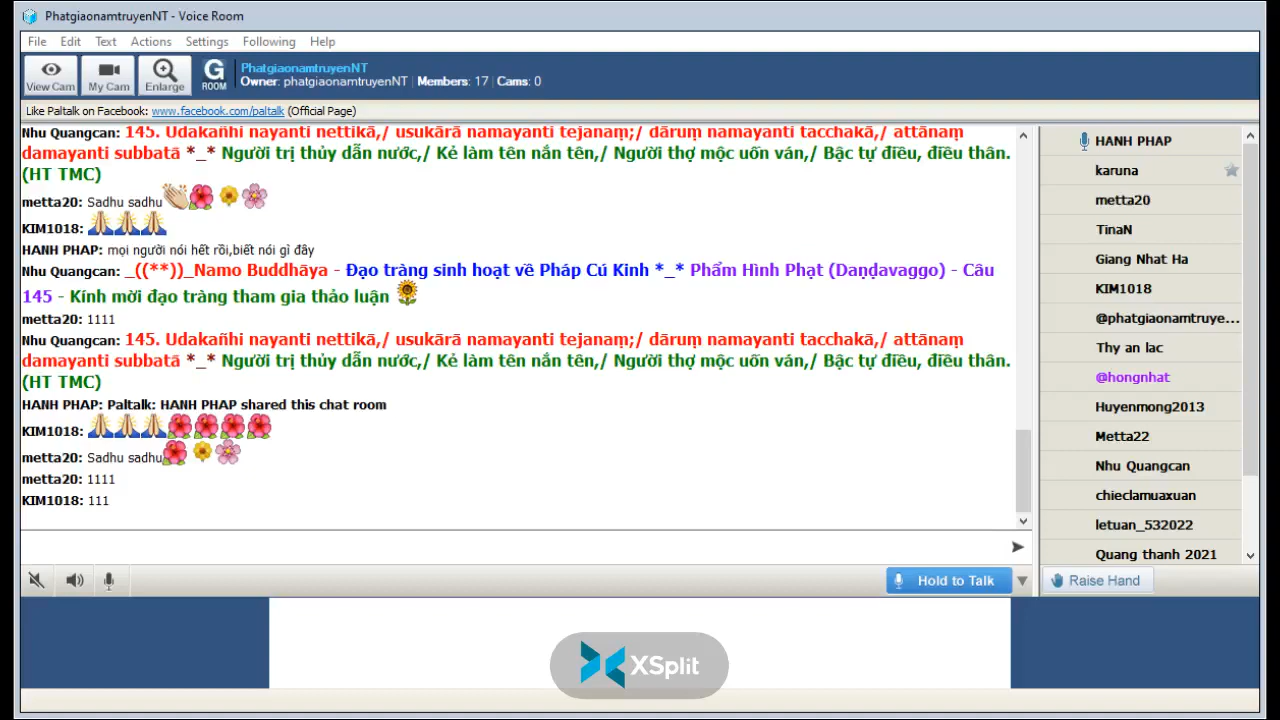 PhatgiaonamtruyenNT - Voice Room
File Edit Text Actions Settings Following Help
View Cam My Cam Enlarge G ROOM
PhatgiaonamtruyenNT
Owner: phatgiaonamtruyenNT | Members: 17 | Cams: 0
Like Paltalk on Facebook: www.facebook.com/paltalk (Official Page)
Nhu Quangcan: 145. Udakañhi nayanti nettikā,/ usukārā namayanti tejanaṃ;/ dāruṃ namayanti tacchakā,/ attānaṃ
damayanti subbatā *_* Người trị thủy dẫn nước,/ Kẻ làm tên nắn tên,/ Người thợ mộc uốn ván,/ Bậc tự điều, điều thân.
(HT TMC)
metta20: Sadhu sadhu
KIM1018:
HANH PHAP: mọi người nói hết rồi,biết nói gì đây
Nhu Quangcan: _((**))_Namo Buddhāya - Đạo tràng sinh hoạt về Pháp Cú Kinh *_* Phẩm Hình Phạt (Daṇḍavaggo) - Câu
145 - Kính mời đạo tràng tham gia thảo luận
metta20: 1111
Nhu Quangcan: 145. Udakañhi nayanti nettikā,/ usukārā namayanti tejanaṃ;/ dāruṃ namayanti tacchakā,/ attānaṃ
damayanti subbatā *_* Người trị thủy dẫn nước,/ Kẻ làm tên nắn tên,/ Người thợ mộc uốn ván,/ Bậc tự điều, điều thân.
(HT TMC)
HANH PHAP: Paltalk: HANH PHAP shared this chat room
KIM1018:
metta20: Sadhu sadhu
metta20: 1111
KIM1018: 111
HANH PHAP
karuna
metta20
TinaN
Giang Nhat Ha
KIM1018
@phatgiaonamtruye...
Thy an lac
@hongnhat
Huyenmong2013
Metta22
Nhu Quangcan
chieclamuaxuan
letuan_532022
Quang thanh 2021
Hold to Talk
Raise Hand
XSplit